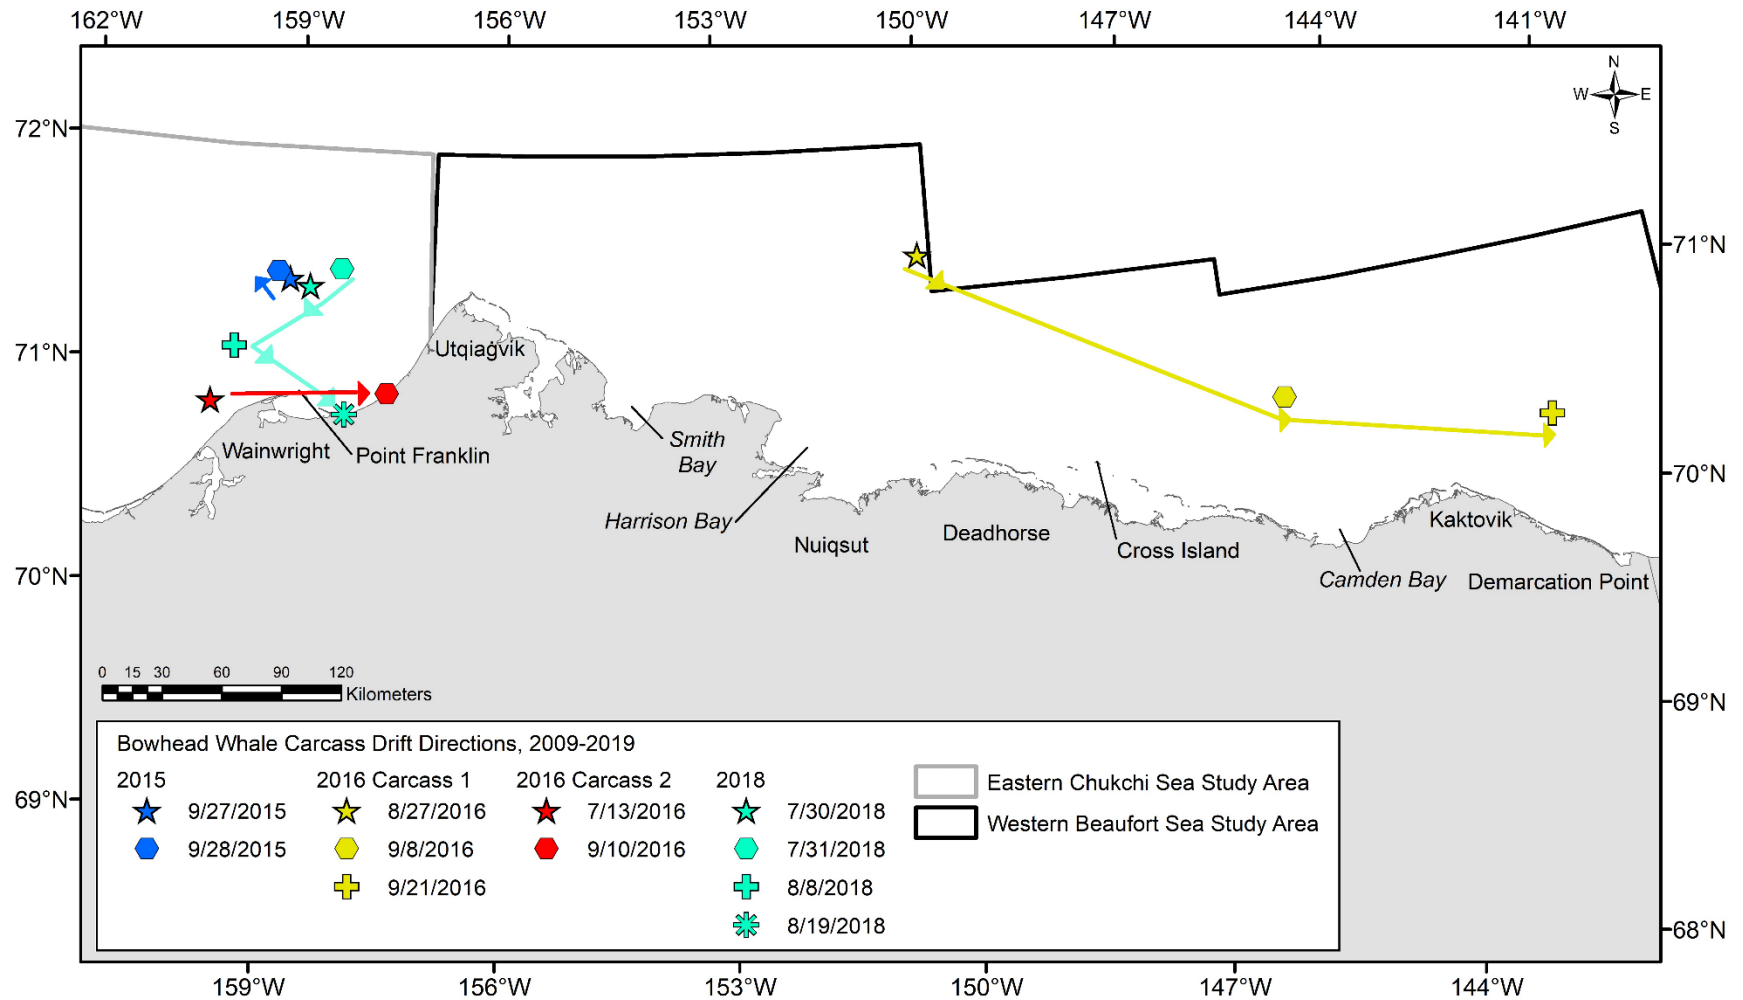 162°W 159°W 156°W 153°W 150°W 147°W 144°W 141°W
N
W E
S
72°N
71°N
71°N
Utqiaġvik
Smith
Bay
Wainwright
Point Franklin
70°N
Harrison Bay
Nuiqsut
Deadhorse
Cross Island
Kaktovik
70°N
Camden Bay
Demarcation Point
0 15 30 60 90 120
Kilometers
69°N
Bowhead Whale Carcass Drift Directions, 2009-2019
2015
9/27/2015
9/28/2015
2016 Carcass 1
8/27/2016
9/8/2016
9/21/2016
2016 Carcass 2
7/13/2016
9/10/2016
2018
7/30/2018
7/31/2018
8/8/2018
8/19/2018
Eastern Chukchi Sea Study Area
Western Beaufort Sea Study Area
69°N
68°N
159°W 156°W 153°W 150°W 147°W 144°W